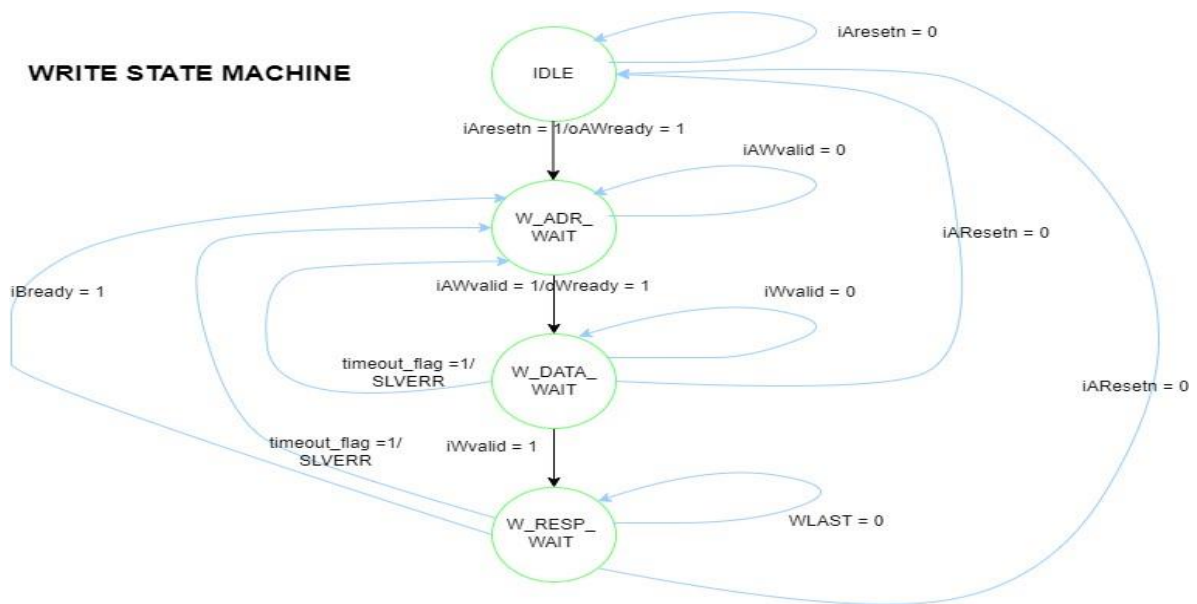 iAresetn = 0
WRITE STATE MACHINE
IDLE
iAresetn = 1/oAWready = 1
iAWvalid = 0
W_ADR_
WAIT
iAResetn = 0
iBready = 1
iAWvalid = 1/oWready = 1
iWvalid = 0
timeout_flag =1/
SLVERR
W_DATA_
WAIT
iAResetn = 0
timeout_flag =1/
SLVERR
iWvalid = 1
W_RESP_
WAIT
WLAST = 0